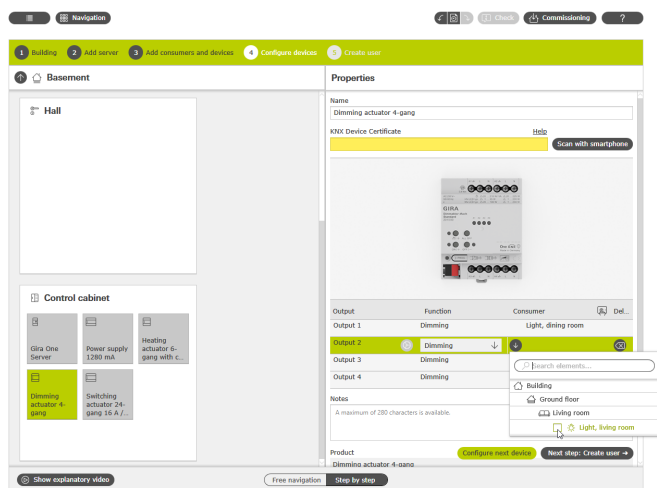 Navigation
Check
Commissioning
?
1 Building
2 Add server
3 Add consumers and devices
4 Configure devices
5 Create user
Basement
Properties
Hall
Name
Dimming actuator 4-gang
KNX Device Certificate
Help
Scan with smartphone
GIRA
Control cabinet
Gira One
Server
Power supply
1280 mA
Heating
actuator 6-
gang with c...
Dimming
actuator 4-
gang
Switching
actuator 24-
gang 16 A /...
Output Function Consumer Del...
Output 1 Dimming Light, dining room
Output 2 Dimming
Output 3 Dimming
Output 4 Dimming
Search elements...
Building
Ground floor
Living room
Light, living room
Notes
A maximum of 280 characters is available.
Product
Dimming actuator 4-gang
Configure next device
Next step: Create user
Show explanatory video
Free navigation
Step by step